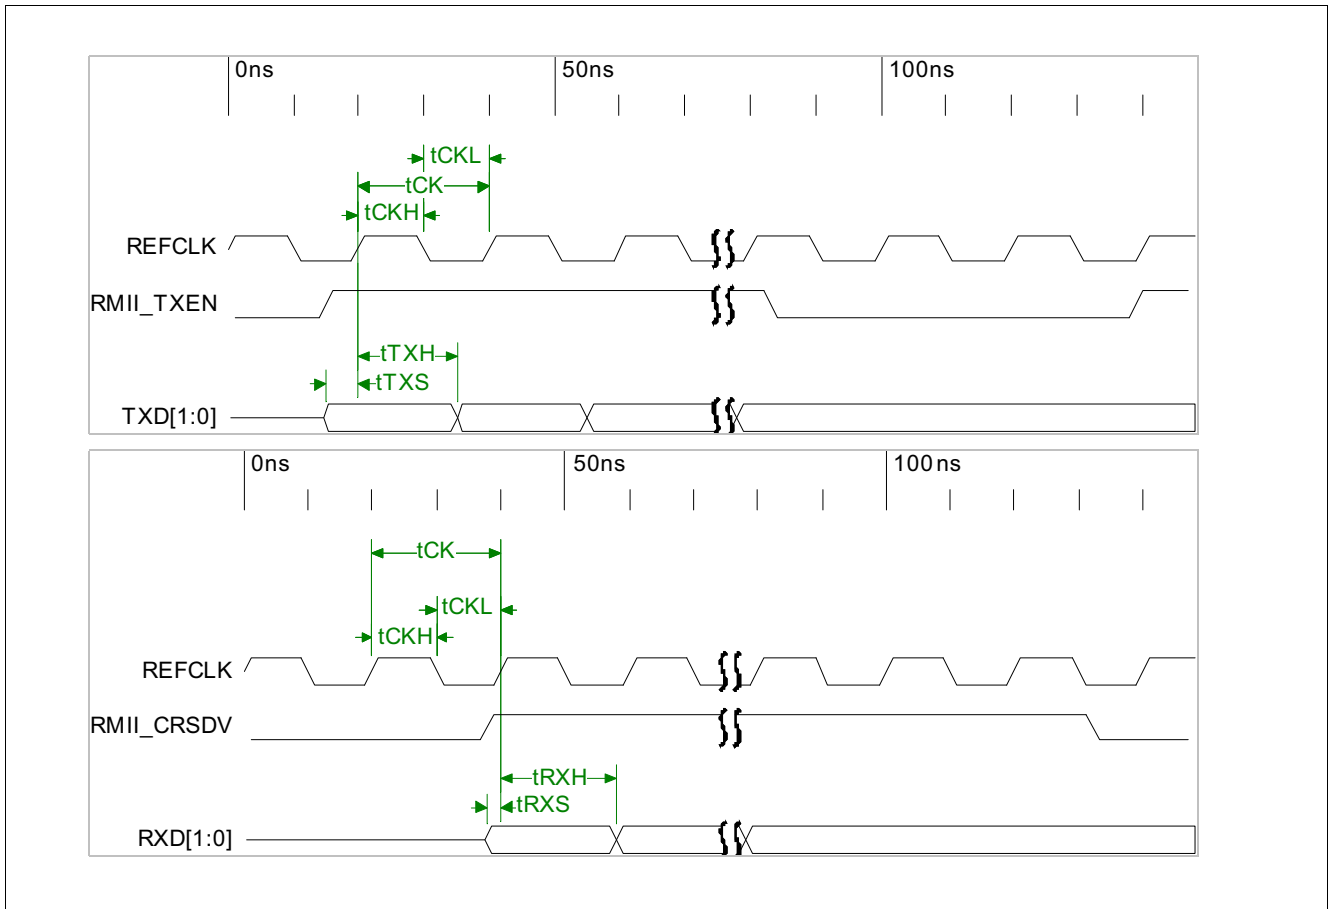 0ns 50ns 100ns
tCKL
tCK
tCKH
REFCLK
RMII_TXEN
tTXH
tTXS
TXD[1:0]
0ns 50ns 100ns
tCK
tCKL
tCKH
REFCLK
RMII_CRSDV
tRXH
tRXS
RXD[1:0]